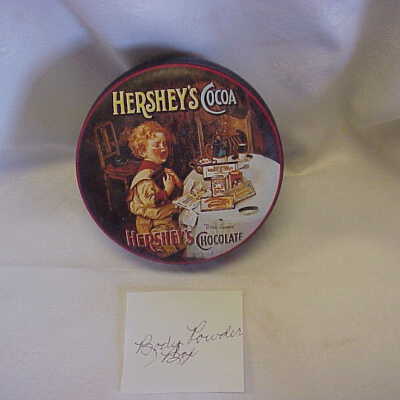 HERSHEY'S COCOA
HERSHEY'S CHOCOLATE
Body Powder
Box